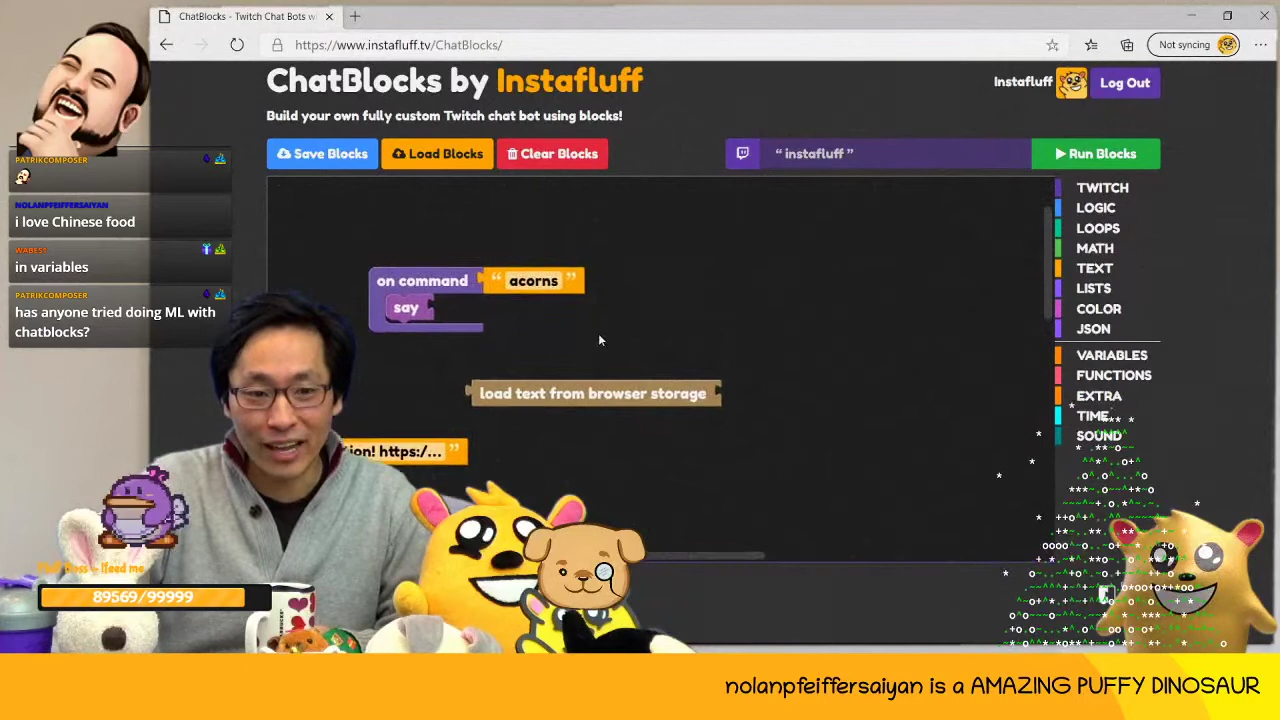 ChatBlocks - Twitch Chat Bots w
https://www.instafluff.tv/ChatBlocks/
Not syncing
ChatBlocks by Instafluff
Instafluff
Log Out
Build your own fully custom Twitch chat bot using blocks!
Save Blocks
Load Blocks
Clear Blocks
“ instafluff ”
Run Blocks
PATRIKCOMPOSER
NOLANPFEIFFERSAIYAN
i love Chinese food
WABEST
in variables
PATRIKCOMPOSER
has anyone tried doing ML with
chatblocks?
on command “ acorns ”
say
load text from browser storage
ion! https:/... ”
TWITCH
LOGIC
LOOPS
MATH
TEXT
LISTS
COLOR
JSON
VARIABLES
FUNCTIONS
EXTRA
TIME
SOUND
89569/99999
nolanpfeiffersaiyan is a AMAZING PUFFY DINOSAUR